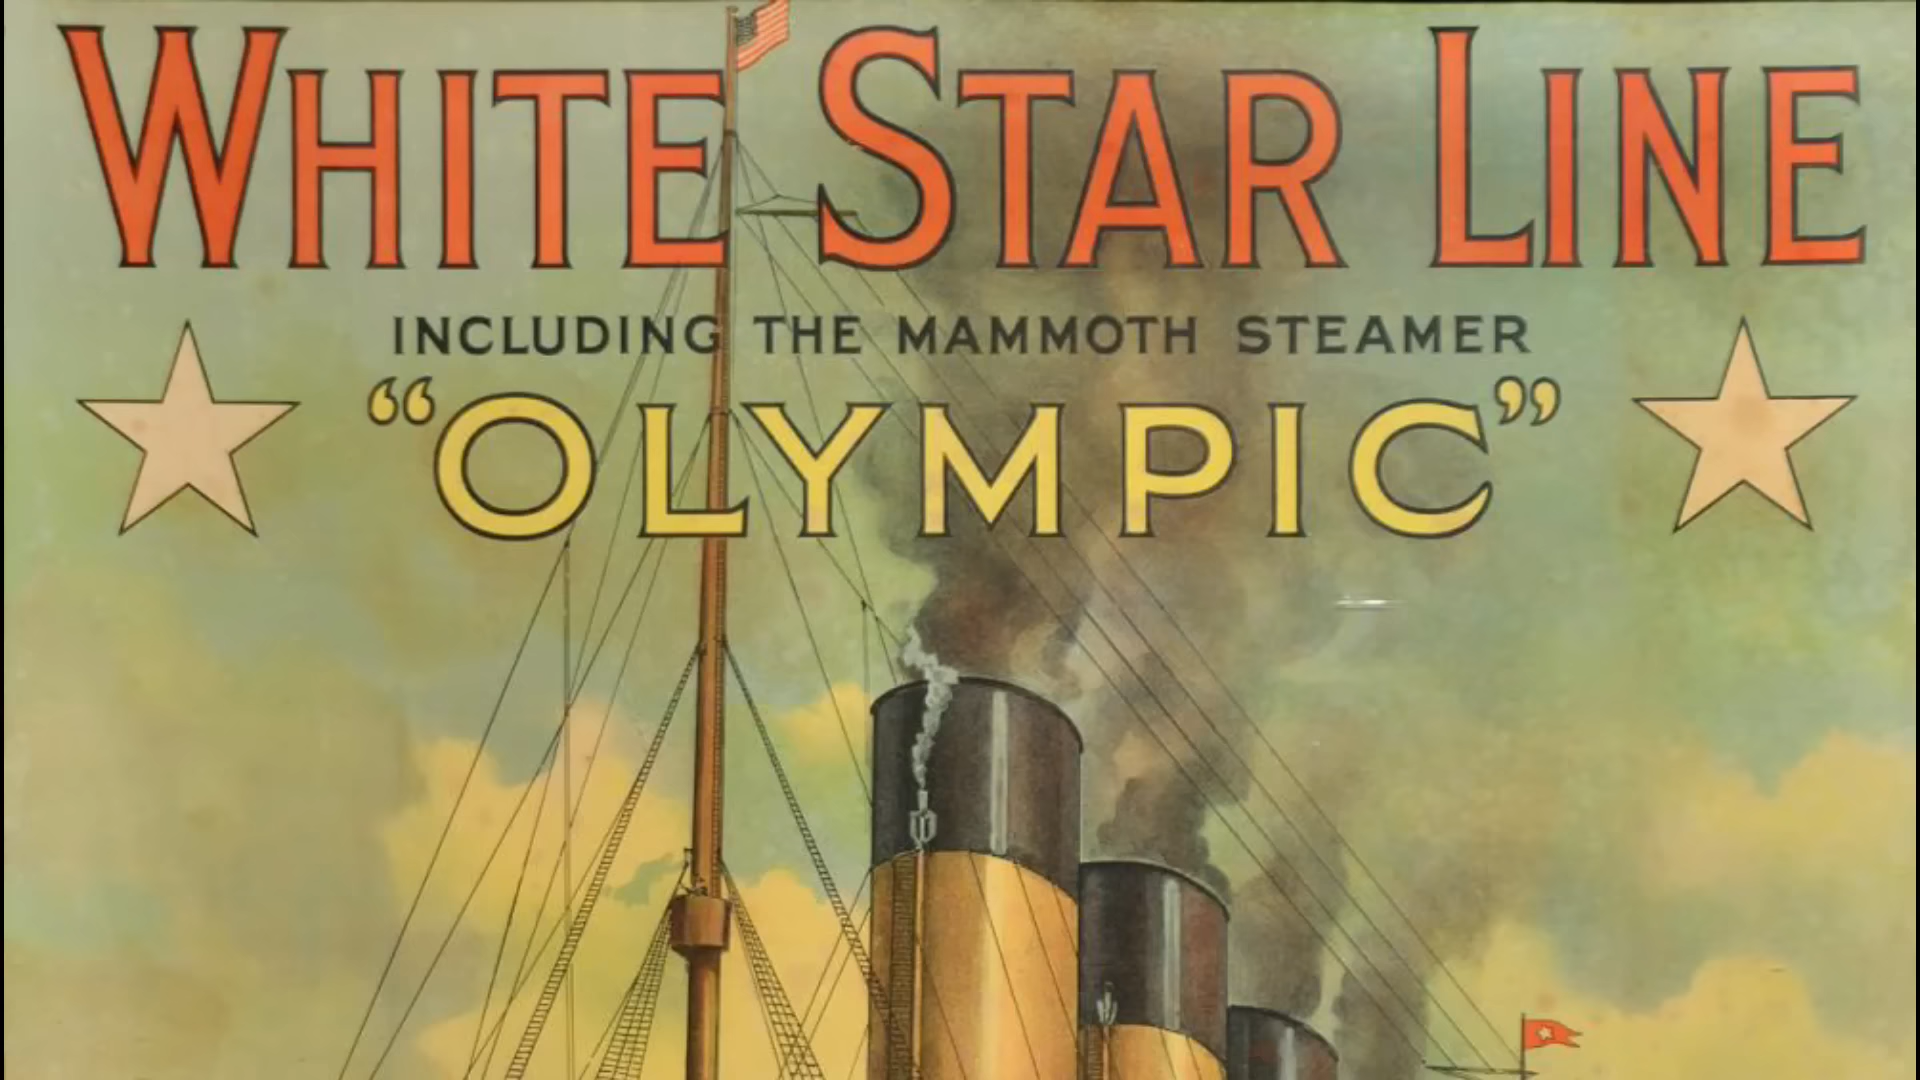 WHITE STAR LINE
INCLUDING THE MAMMOTH STEAMER
“OLYMPIC”